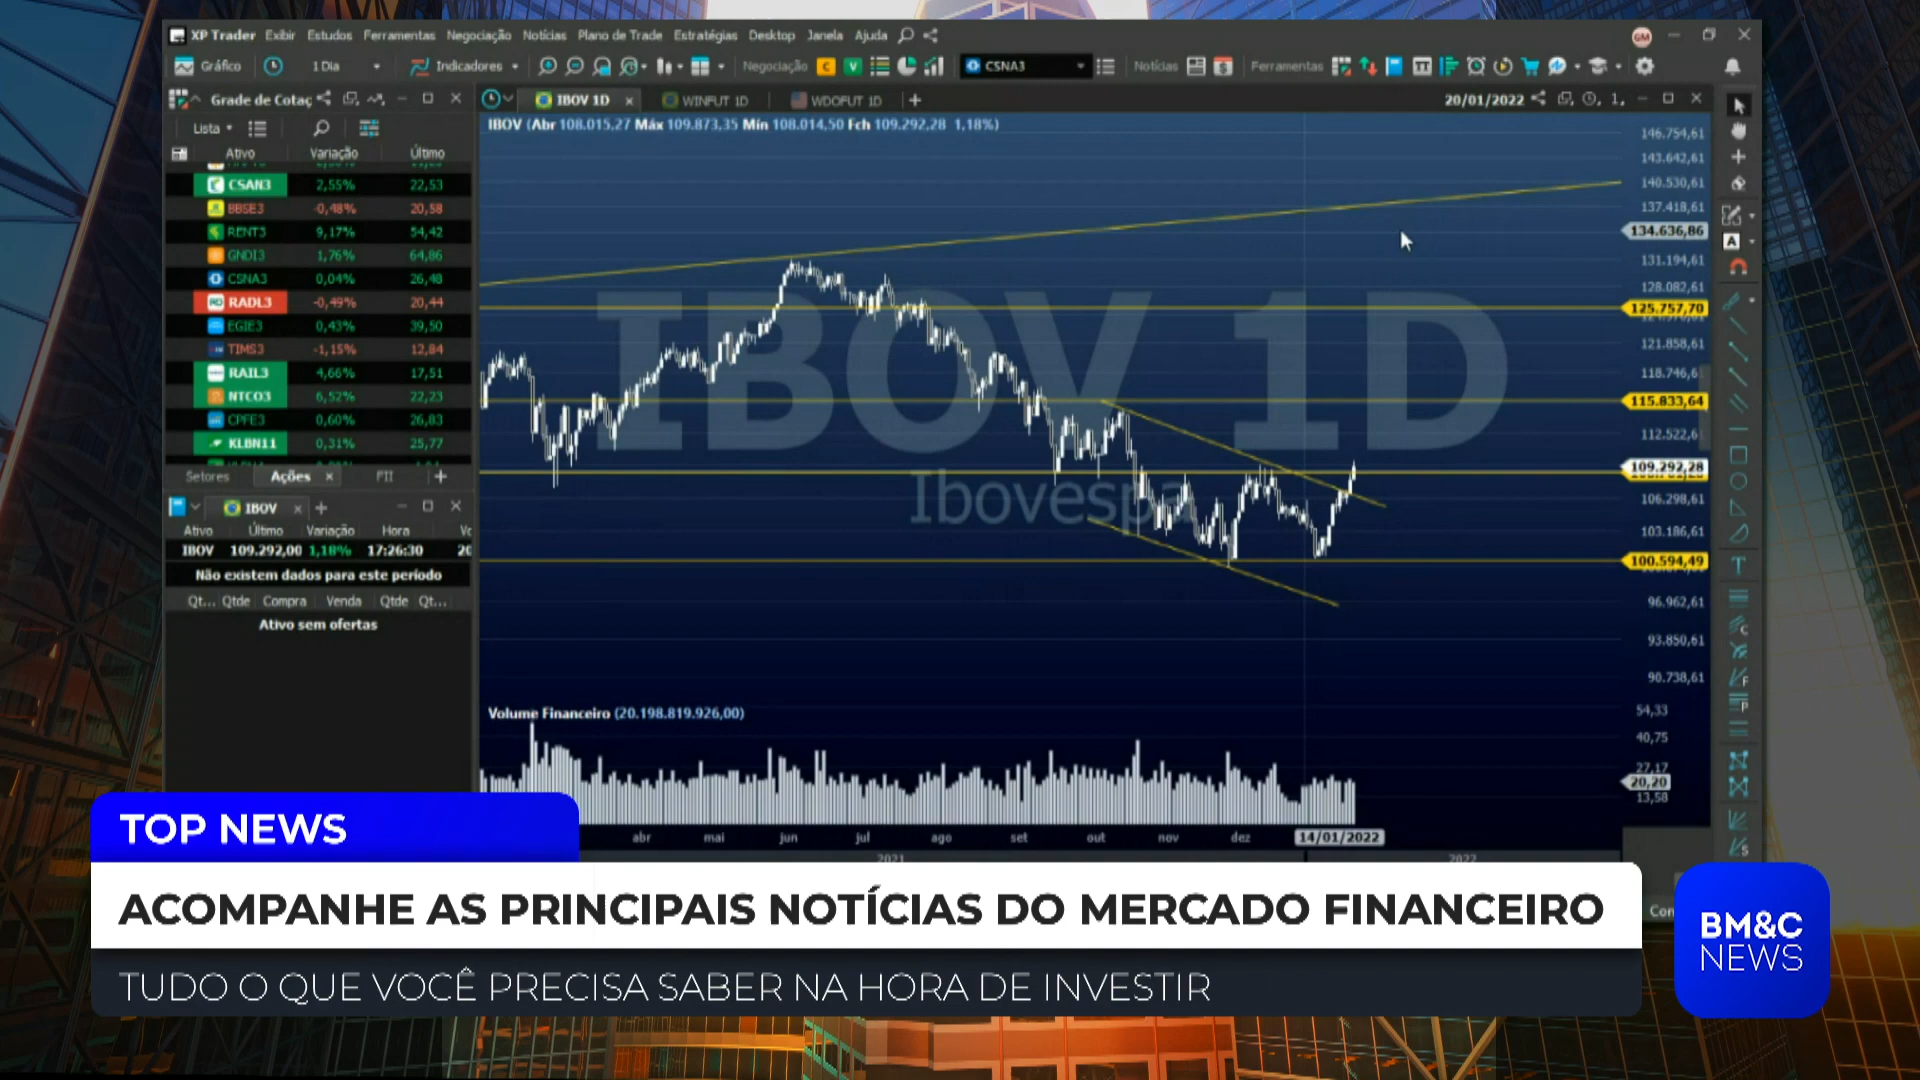 XP Trader Exibir Estudos Ferramentas Negociação Notícias Plano de Trade Estratégias Desktop Janela Ajuda
GM
Gráfico 1 Dia Indicadores Negociação C V CSNA3 Notícias Ferramentas
Grade de Cotaç
IBOV 1D WINFUT 1D WDOFUT 1D
20/01/2022
Lista
Ativo Variação Último
CSAN3 2,55% 22,53
BBSE3 -0,48% 20,58
RENT3 9,17% 54,42
GNDI3 1,76% 64,86
CSNA3 0,04% 26,48
RADL3 -0,49% 20,44
EGIE3 0,43% 39,50
TIMS3 -1,15% 12,84
RAIL3 4,66% 17,51
NTCO3 6,52% 22,23
CPFE3 0,60% 26,83
KLBN11 0,31% 25,77
Setores Ações FII
IBOV
Ativo Último Variação Hora
IBOV 109.292,00 1,18% 17:26:30 20
Não existem dados para este período
Qt... Qtde Compra Venda Qtde Qt...
Ativo sem ofertas
IBOV (Abr 108.015,27 Máx 109.873,35 Mín 108.014,50 Fch 109.292,28 1,18%)
IBOV 1D
Ibovespa
146.754,61
143.642,61
140.530,61
137.418,61
134.636,86
131.194,61
128.082,61
125.757,70
121.858,61
118.746,6
115.833,64
112.522,6
109.292,28
106.298,61
103.186,61
100.594,49
96.962,61
93.850,61
90.738,61
Volume Financeiro (20.198.819.926,00)
54,33
40,75
27,17
20,20
13,58
abr mai jun jul ago set out nov dez 14/01/2022
2021 2022
TOP NEWS
ACOMPANHE AS PRINCIPAIS NOTÍCIAS DO MERCADO FINANCEIRO
TUDO O QUE VOCÊ PRECISA SABER NA HORA DE INVESTIR
BM&C
NEWS